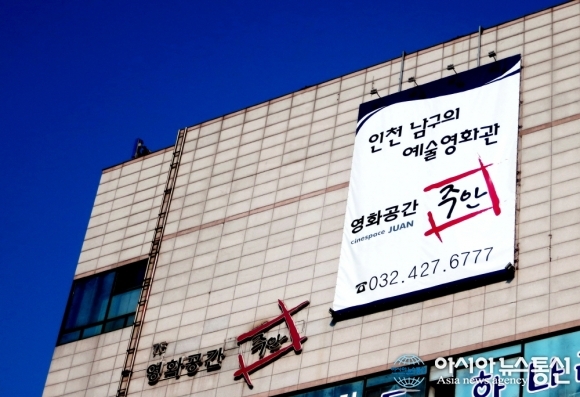 인천 남구의
예술영화관
영화공간 주안
cinespace JUAN
☎032.427.6777
영화공간 주안
아시아뉴스통신
Asia news agency